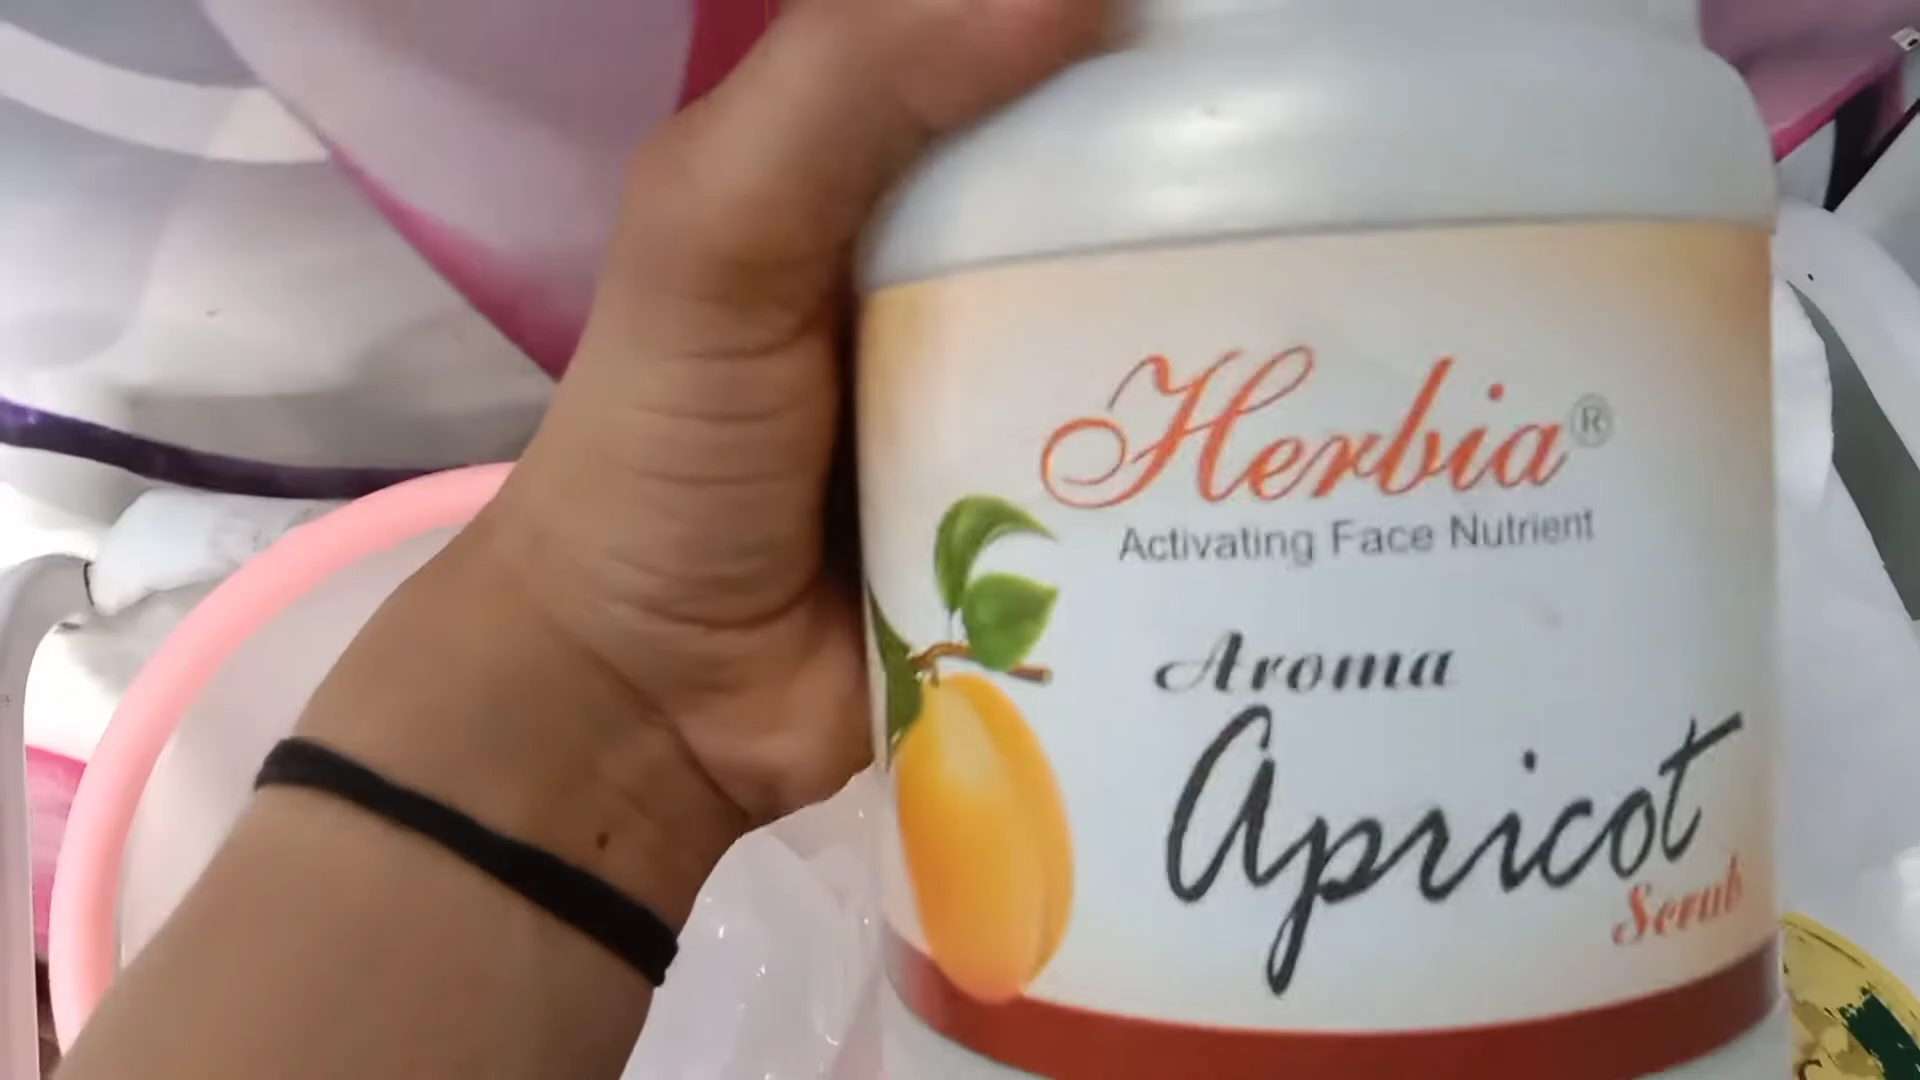 Herbia®
Activating Face Nutrient
Aroma
Apricot
Scrub